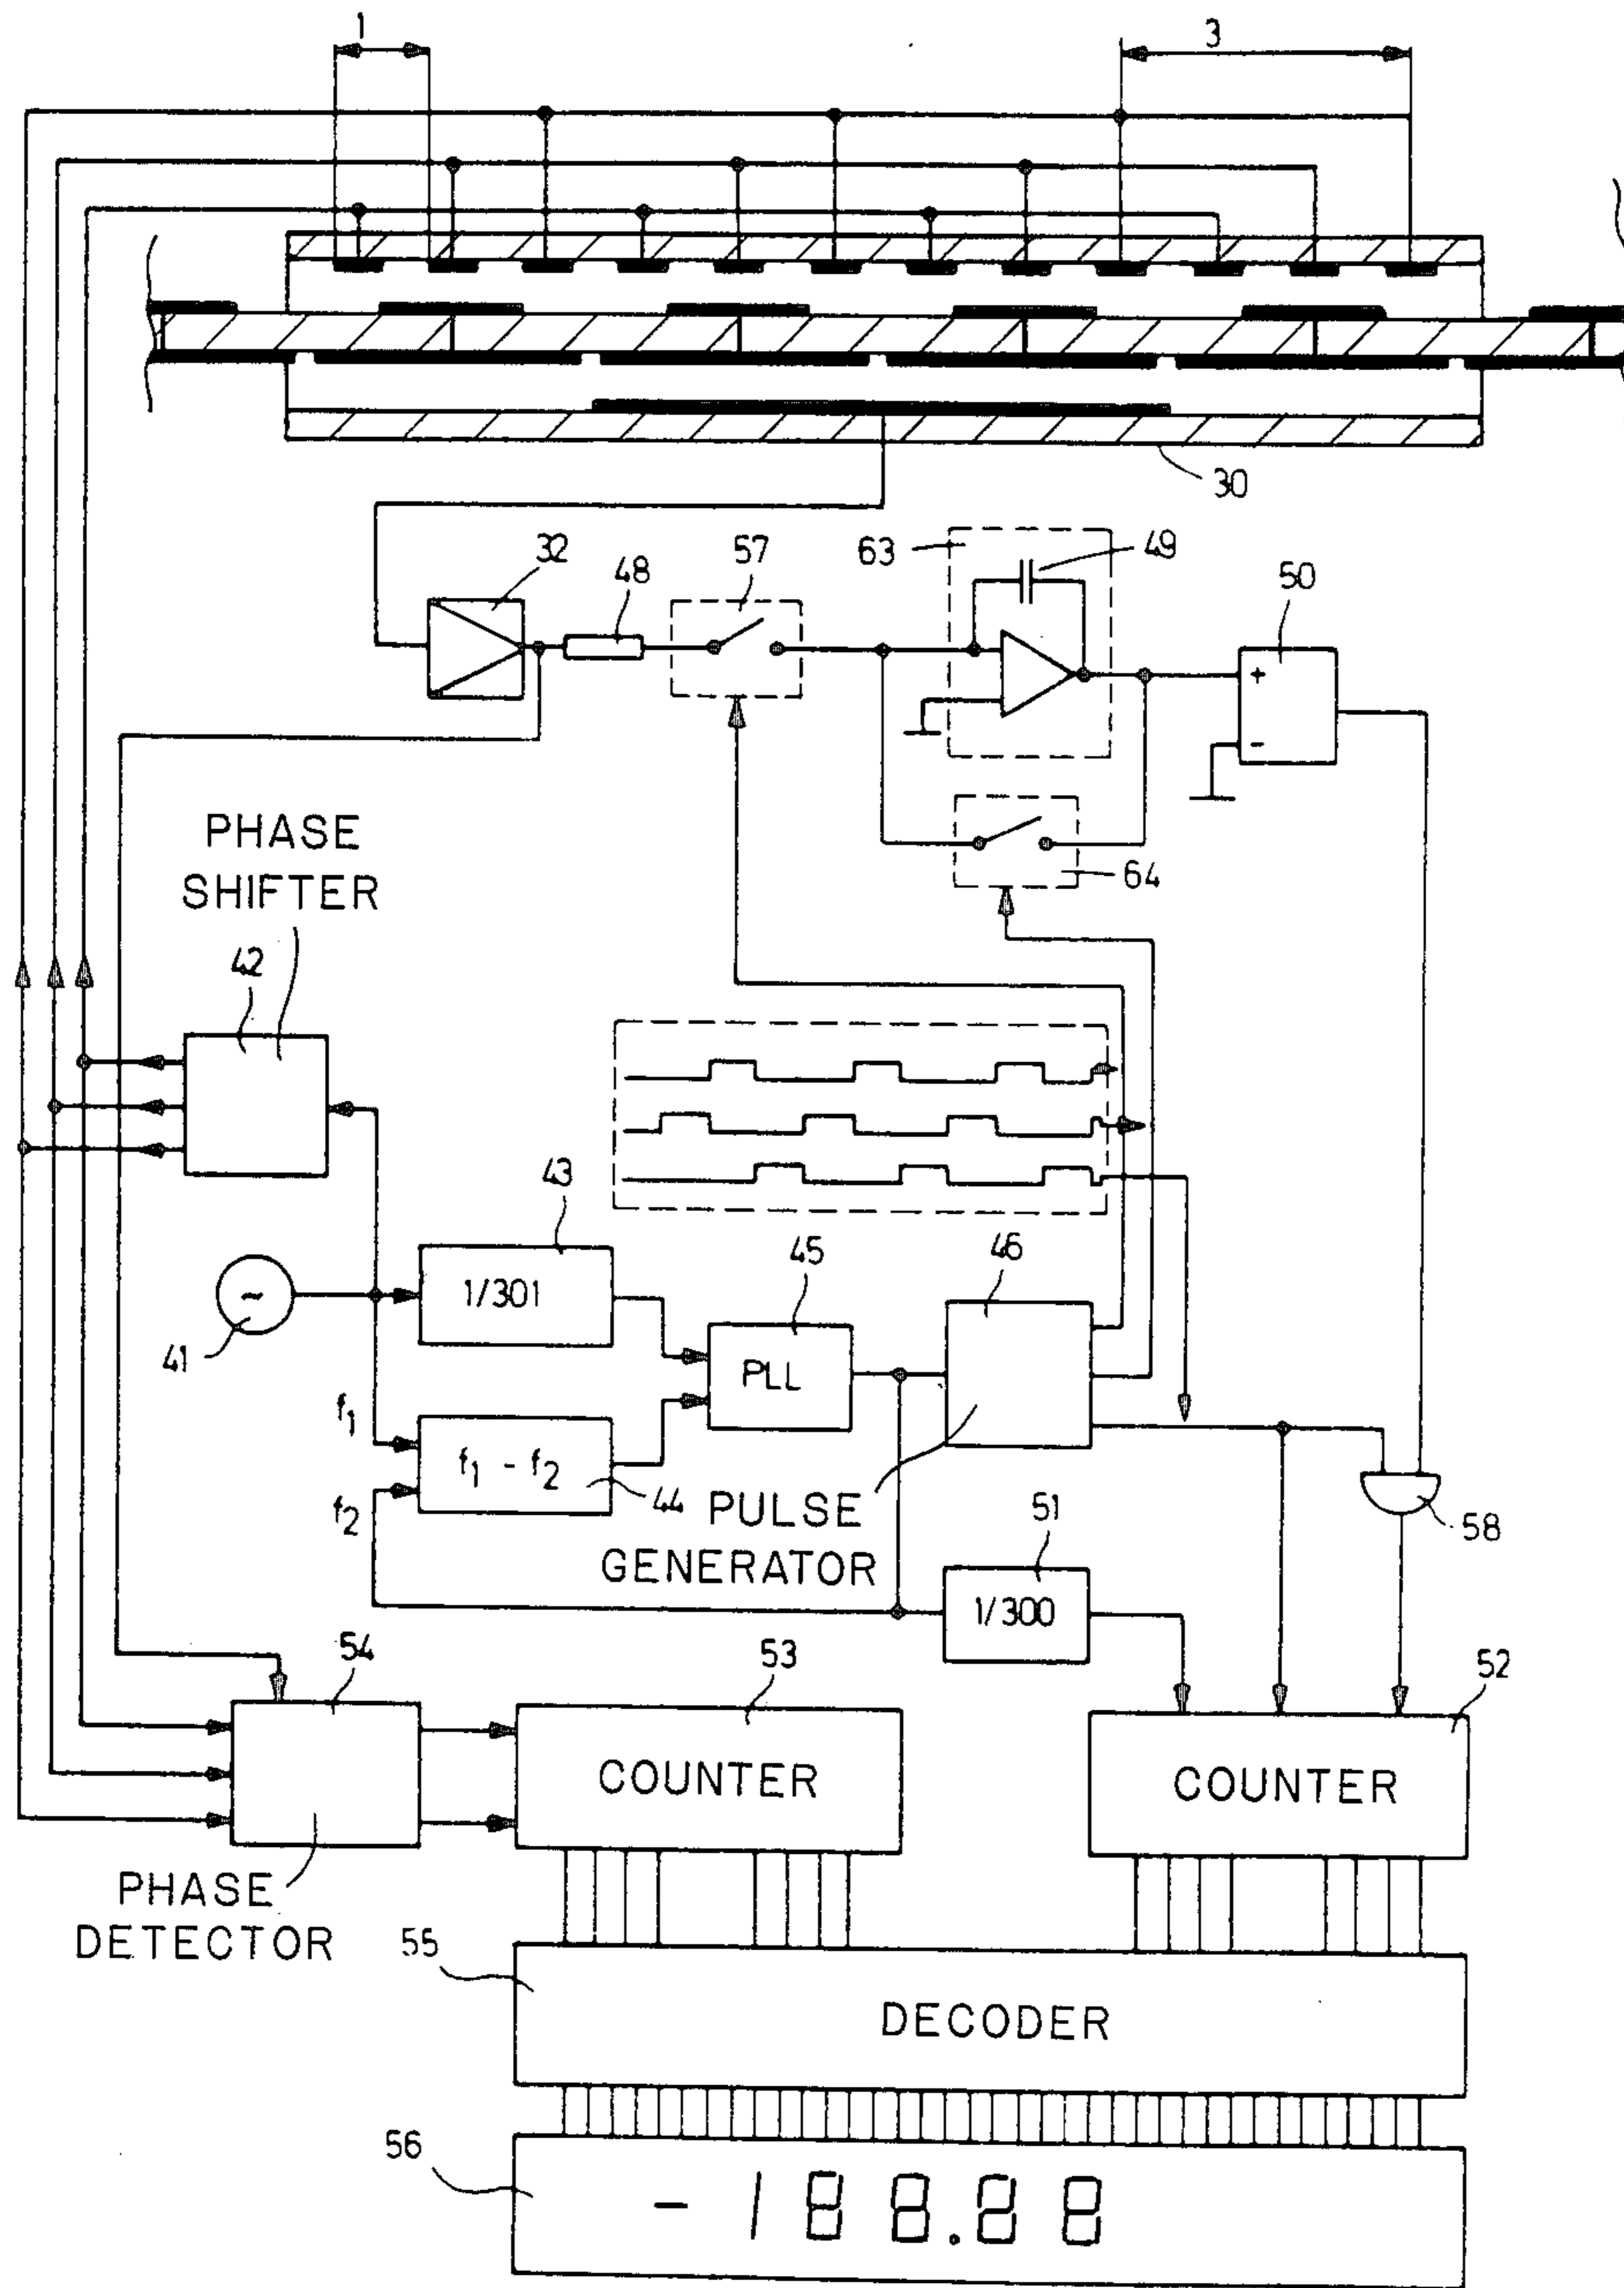 1
3
30
32
48
57
63
49
50
+
-
64
PHASE
SHIFTER
42
43
1/301
45
46
~
41
PLL
f1
f1 - f2
44
f2
PULSE
GENERATOR
51
1/300
58
54
53
52
COUNTER
COUNTER
PHASE
DETECTOR
55
DECODER
56
- 188.88